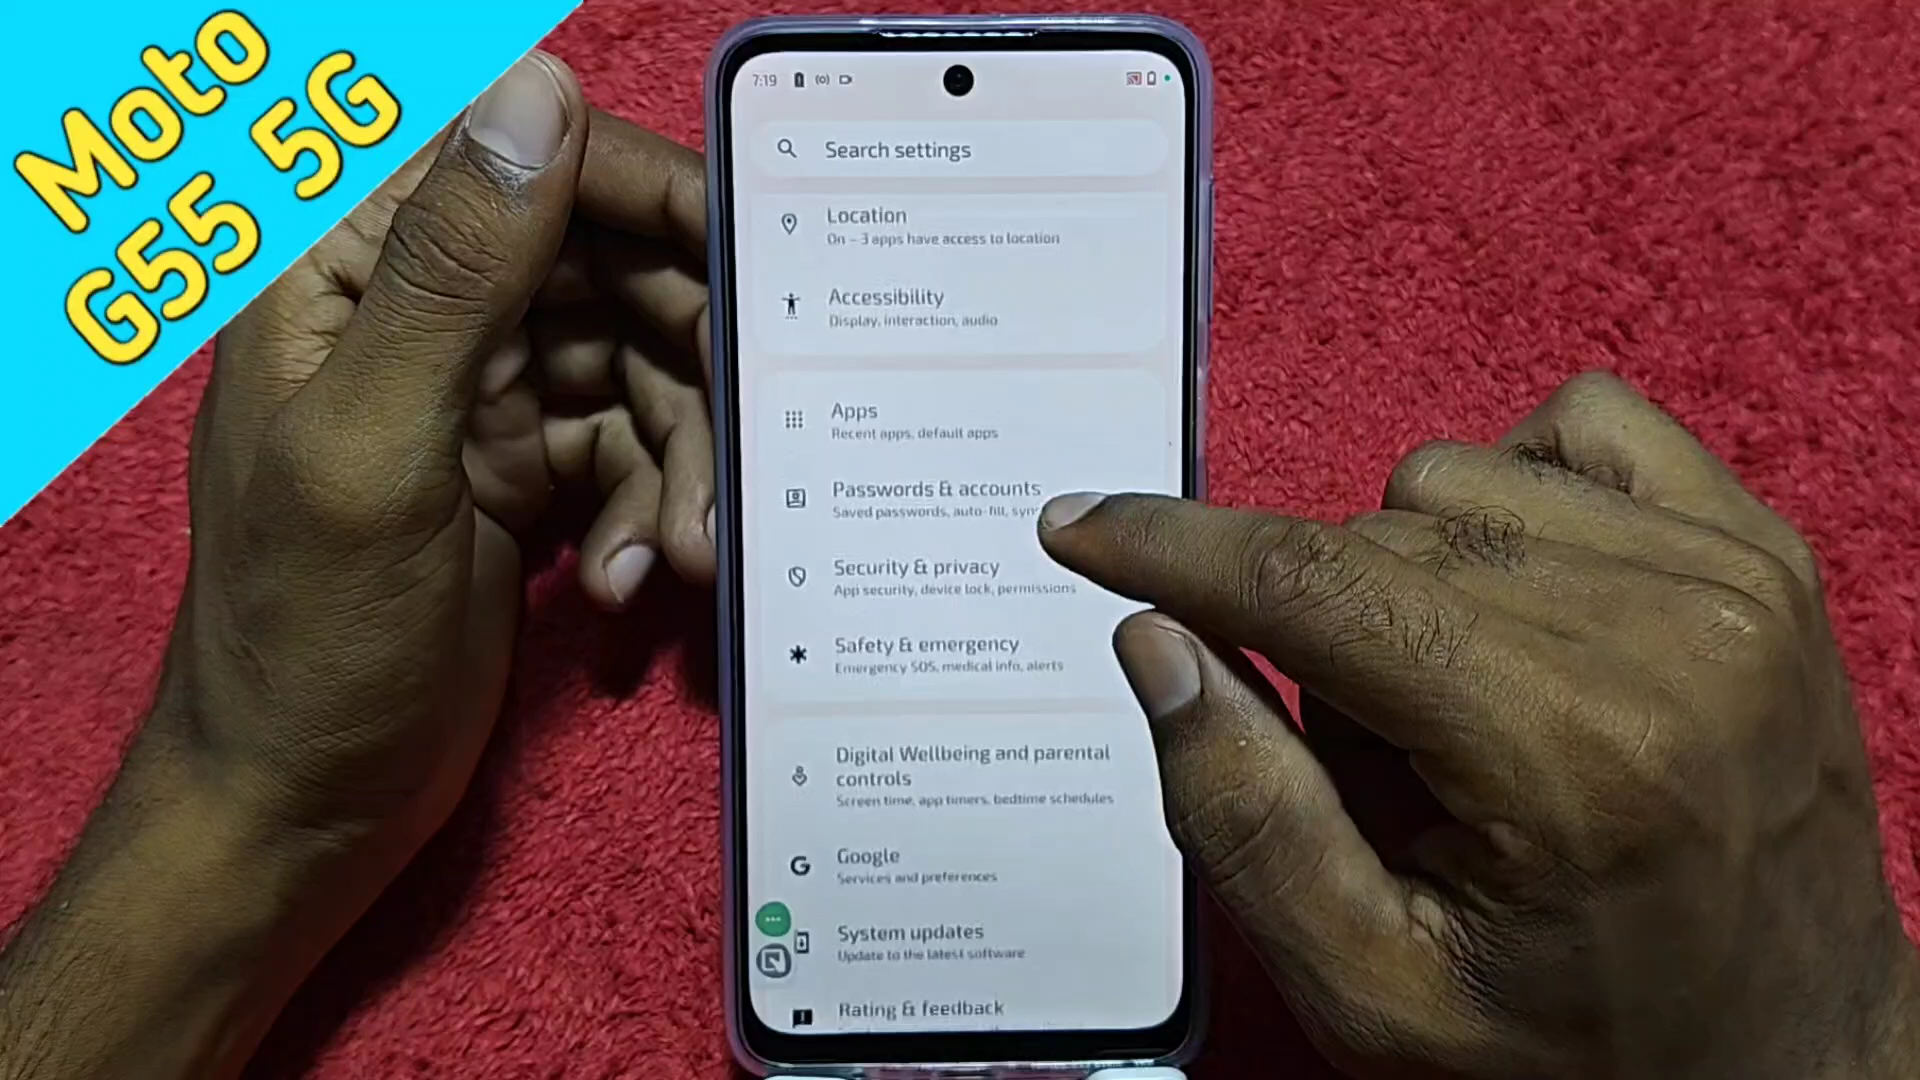 Moto
G55 5G
7:19
Search settings
Location
On – 3 apps have access to location
Accessibility
Display, interaction, audio
Apps
Recent apps, default apps
Passwords & accounts
Saved passwords, auto-fill,
Security & privacy
App security, device lock, permissions
Safety & emergency
Emergency SOS, medical info, alerts
Digital Wellbeing and parental
controls
Screen time, app timers, bedtime schedules
Google
Services and preferences
System updates
Update to the latest software
Rating & feedback